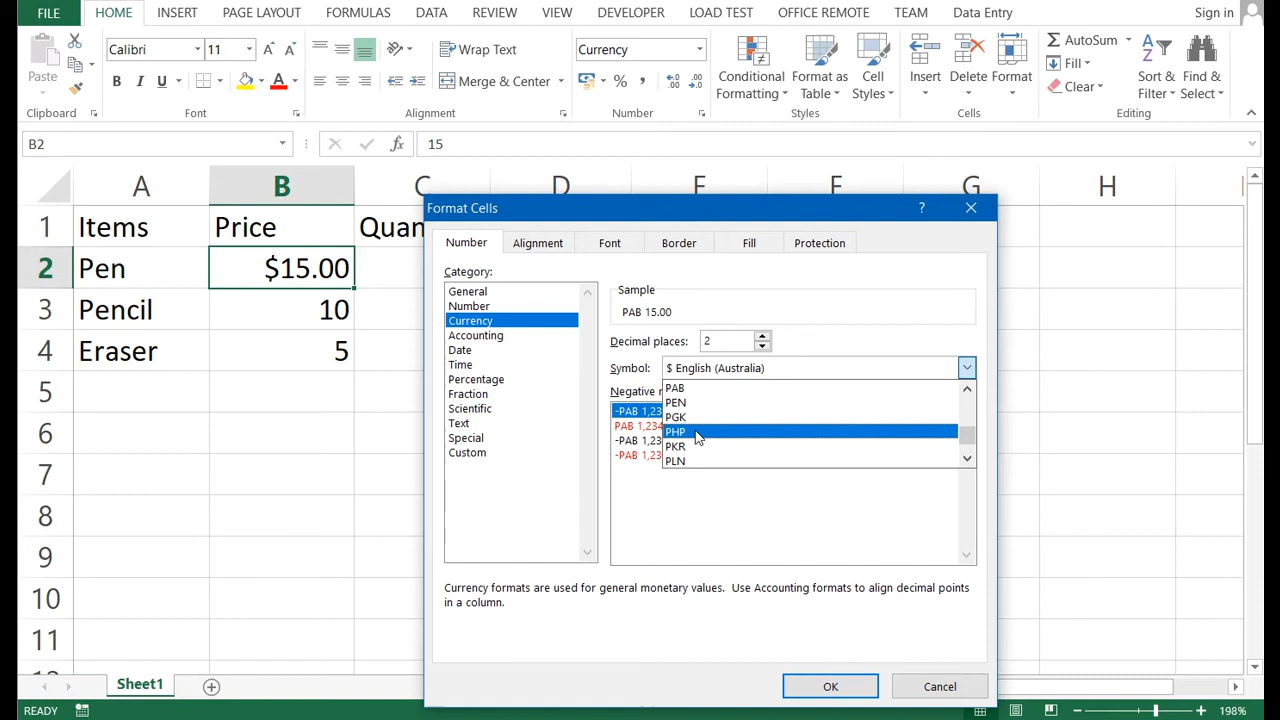 FILE HOME INSERT PAGE LAYOUT FORMULAS DATA REVIEW VIEW DEVELOPER LOAD TEST OFFICE REMOTE TEAM Data Entry Sign in
Calibri 11 Wrap Text Currency AutoSum
Fill
Paste B I U A Merge & Center % , Conditional Format as Cell Insert Delete Format Sort & Find &
Formatting Table Styles Clear Filter Select
Clipboard Font Alignment Number Styles Cells Editing
B2 fx 15
A B C D E F G H
1 Items Price Quan
2 Pen $15.00
3 Pencil 10
4 Eraser 5
5
6
7
8
9
10
11
Format Cells ?
Number Alignment Font Border Fill Protection
Category:
General
Number
Currency
Accounting
Date
Time
Percentage
Fraction
Scientific
Text
Special
Custom
Sample
PAB 15.00
Decimal places: 2
Symbol: $ English (Australia)
Negative n
-PAB 1,23
PAB 1,234
-PAB 1,23
-PAB 1,23
PAB
PEN
PGK
PHP
PKR
PLN
Currency formats are used for general monetary values. Use Accounting formats to align decimal points
in a column.
OK Cancel
Sheet1
READY 198%